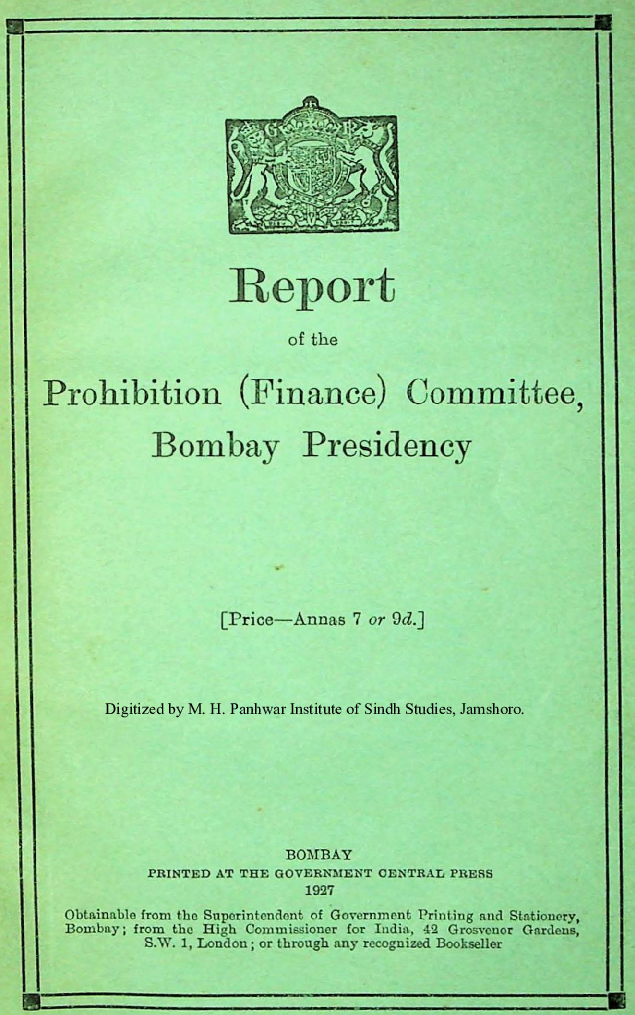 G R
Report
of the
Prohibition (Finance) Committee,
Bombay Presidency
[Price—Annas 7 or 9d.]
Digitized by M. H. Panhwar Institute of Sindh Studies, Jamshoro.
BOMBAY
PRINTED AT THE GOVERNMENT CENTRAL PRESS
1927
Obtainable from the Superintendent of Government Printing and Stationery,
Bombay; from the High Commissioner for India, 42 Grosvenor Gardens,
S.W. 1, London; or through any recognized Bookseller